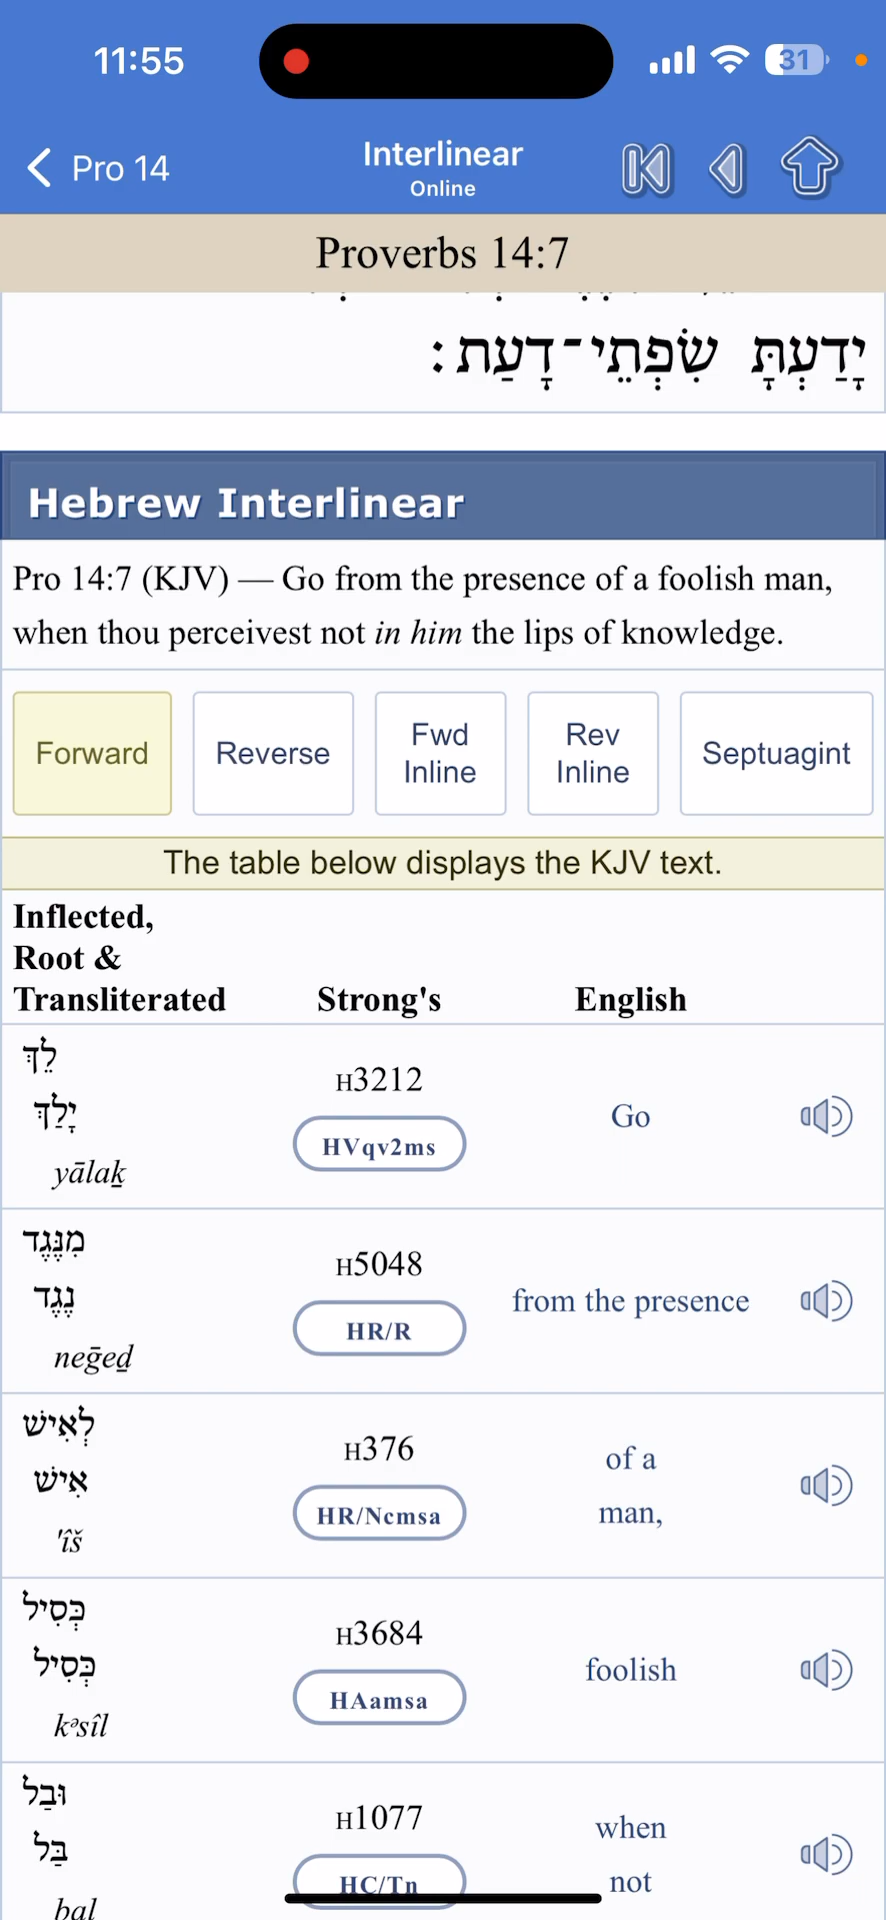 11:55
31
Pro 14
Interlinear
Online
Proverbs 14:7
יָדַעְתָּ שִׂפְתֵי־דָעַת׃
Hebrew Interlinear
Pro 14:7 (KJV) — Go from the presence of a foolish man,
when thou perceivest not in him the lips of knowledge.
Forward
Reverse
Fwd
Inline
Rev
Inline
Septuagint
The table below displays the KJV text.
Inflected,
Root &
Transliterated
Strong's
English
לֵךְ
יָלַךְ
yālaḵ
H3212
HVqv2ms
Go
מִנֶּגֶד
נֶגֶד
neḡeḏ
H5048
HR/R
from the presence
לְאִישׁ
אִישׁ
'îš
H376
HR/Ncmsa
of a
man,
כְּסִיל
כְּסִיל
kᵊsîl
H3684
HAamsa
foolish
וּבַל
בַּל
bal
H1077
HC/Tn
when
not